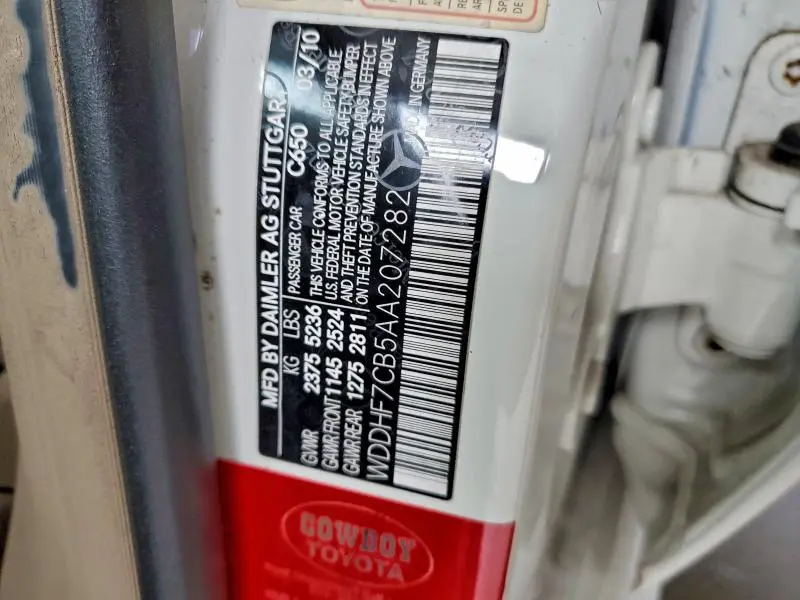 MFD BY DAIMLER AG STUTTGART
KG LBS PASSENGER CAR C650 03/10
GVWR 2375 5236
GAWR FRONT 1145 2524
GAWR REAR 1275 2811
THIS VEHICLE CONFORMS TO ALL APPLICABLE
U.S. FEDERAL MOTOR VEHICLE SAFETY, BUMPER,
AND THEFT PREVENTION STANDARDS IN EFFECT
ON THE DATE OF MANUFACTURE SHOWN ABOVE
WDDHF7CB5AA207282 MADE IN GERMANY
COWBOY
TOYOTA